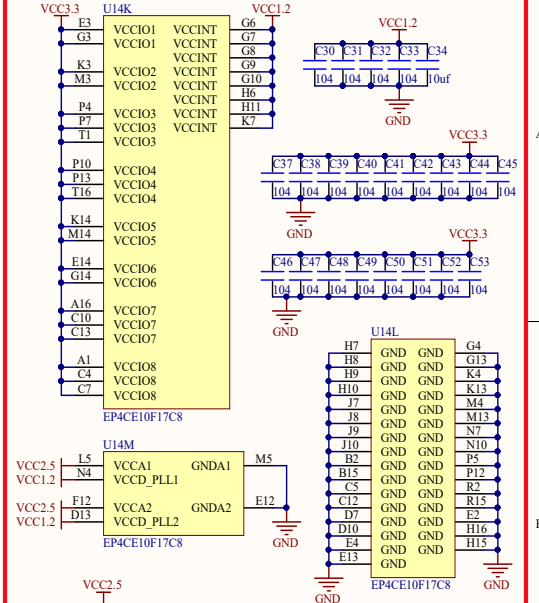 VCC3.3 U14K VCC1.2
E3 VCCIO1 VCCINT G6
G3 VCCIO1 VCCINT G7
VCCINT G8
K3 VCCIO2 VCCINT G9
M3 VCCIO2 VCCINT G10
VCCINT H6
P4 VCCIO3 VCCINT H11
P7 VCCIO3 VCCINT K7
T1 VCCIO3
P10 VCCIO4
P13 VCCIO4
T16 VCCIO4
K14 VCCIO5
M14 VCCIO5
E14 VCCIO6
G14 VCCIO6
A16 VCCIO7
C10 VCCIO7
C13 VCCIO7
A1 VCCIO8
C4 VCCIO8
C7 VCCIO8
EP4CE10F17C8
VCC1.2
C30 C31 C32 C33 C34
104 104 104 104 10uf
GND
VCC3.3
C37 C38 C39 C40 C41 C42 C43 C44 C45
104 104 104 104 104 104 104 104 104
GND
VCC3.3
C46 C47 C48 C49 C50 C51 C52 C53
104 104 104 104 104 104 104 104
GND
U14M
VCC2.5 L5 VCCA1 GNDA1 M5
VCC1.2 N4 VCCD_PLL1
VCC2.5 F12 VCCA2 GNDA2 E12
VCC1.2 D13 VCCD_PLL2
GND
EP4CE10F17C8
VCC2.5
U14L
H7 GND GND G4
H8 GND GND G13
H9 GND GND K4
H10 GND GND K13
J7 GND GND M4
J8 GND GND M13
J9 GND GND N7
J10 GND GND N10
B2 GND GND P5
B15 GND GND P12
C5 GND GND R2
C12 GND GND R15
D7 GND GND E2
D10 GND GND H16
E4 GND GND H15
E13 GND
EP4CE10F17C8
GND GND